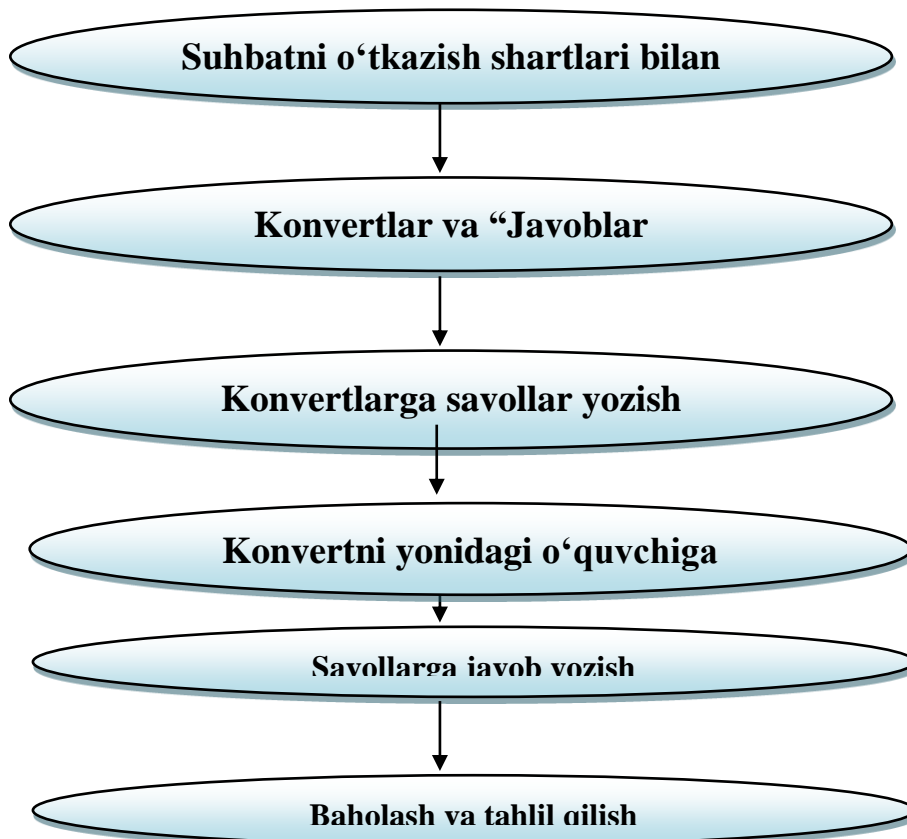 Suhbatni o‘tkazish shartlari bilan
Konvertlar va “Javoblar
Konvertlarga savollar yozish
Konvertni yonidagi o‘quvchiga
Savollarga javob yozish
Baholash va tahlil qilish